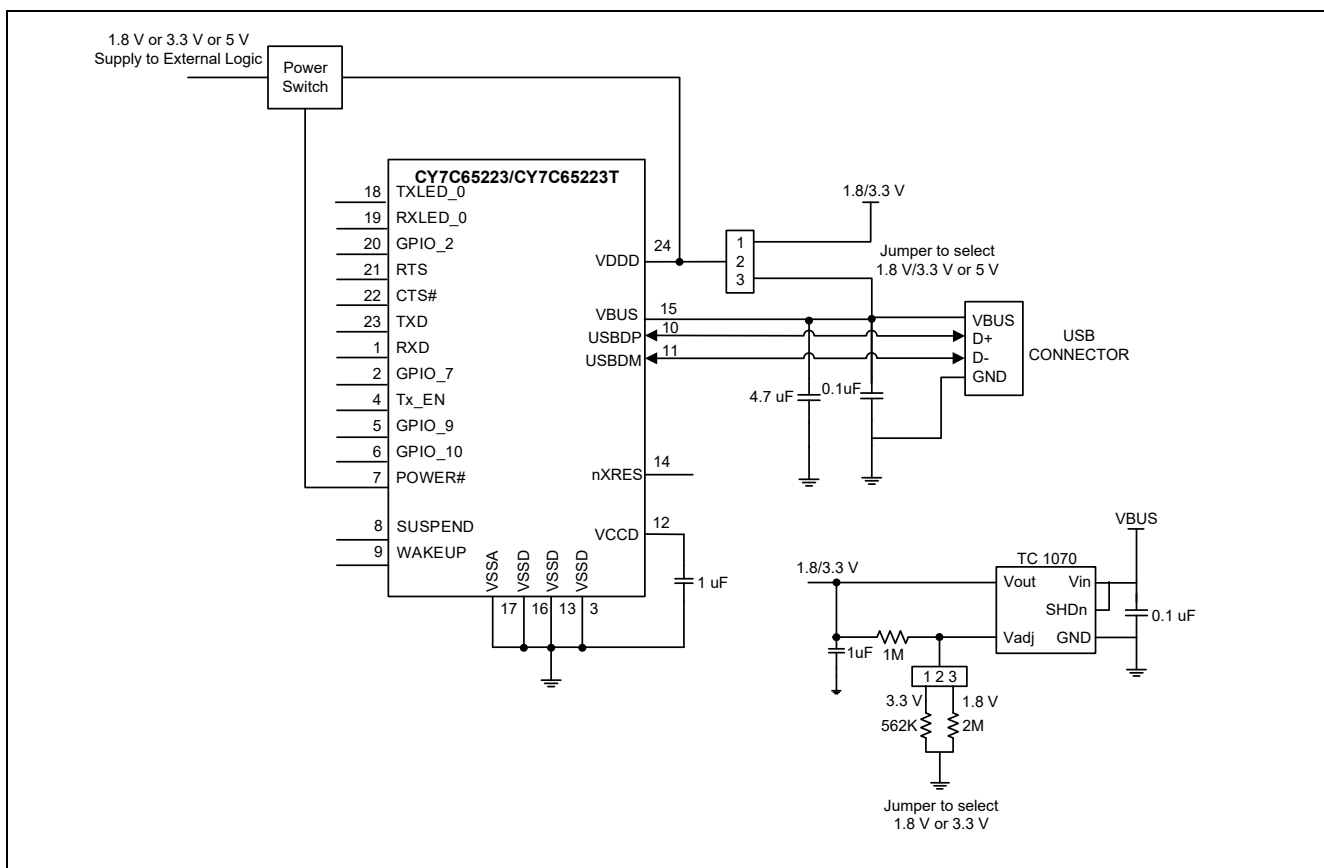 1.8 V or 3.3 V or 5 V
Supply to External Logic
Power
Switch
CY7C65223/CY7C65223T
18 TXLED_0
19 RXLED_0
20 GPIO_2
21 RTS
22 CTS#
23 TXD
1 RXD
2 GPIO_7
4 Tx_EN
5 GPIO_9
6 GPIO_10
7 POWER#
8 SUSPEND
9 WAKEUP
VDDD 24
VBUS 15
USBDP 10
USBDM 11
nXRES 14
VCCD 12
1 uF
VSSA
VSSD
VSSD
VSSD
17
16
13
3
1
2
3
1.8/3.3 V
Jumper to select
1.8 V/3.3 V or 5 V
VBUS
D+
D-
GND
USB
CONNECTOR
4.7 uF
0.1uF
VBUS
TC 1070
1.8/3.3 V
Vout
Vin
SHDn
Vadj
GND
0.1 uF
1uF
1M
1 2 3
3.3 V
1.8 V
562K
2M
Jumper to select
1.8 V or 3.3 V